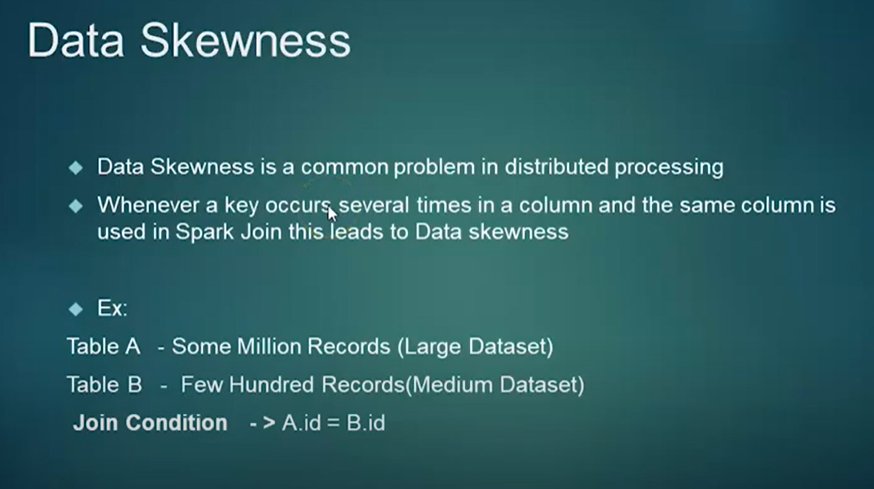 Data Skewness
Data Skewness is a common problem in distributed processing
Whenever a key occurs several times in a column and the same column is
used in Spark Join this leads to Data skewness
Ex:
Table A - Some Million Records (Large Dataset)
Table B - Few Hundred Records(Medium Dataset)
Join Condition - > A.id = B.id